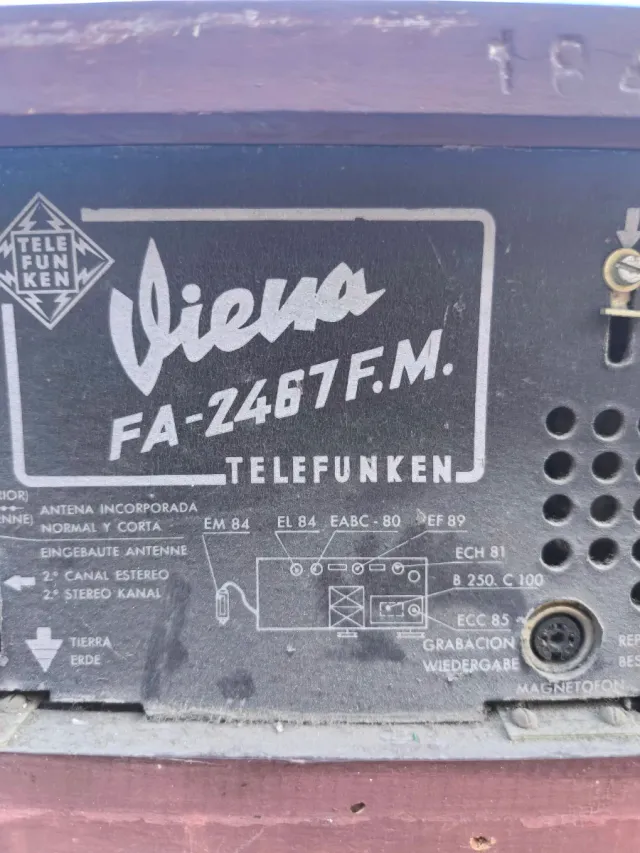 TELE
FUN
KEN
Viena
FA-2467 F.M.
TELEFUNKEN
ANTENA INCORPORADA
NORMAL Y CORTA
EINGEBAUTE ANTENNE
2.º CANAL ESTEREO
2.º STEREO KANAL
TIERRA
ERDE
EM 84
EL 84
EABC-80
EF 89
ECH 81
B 250. C 100
ECC 85
GRABACION
WIEDERGABE
MAGNETOFON